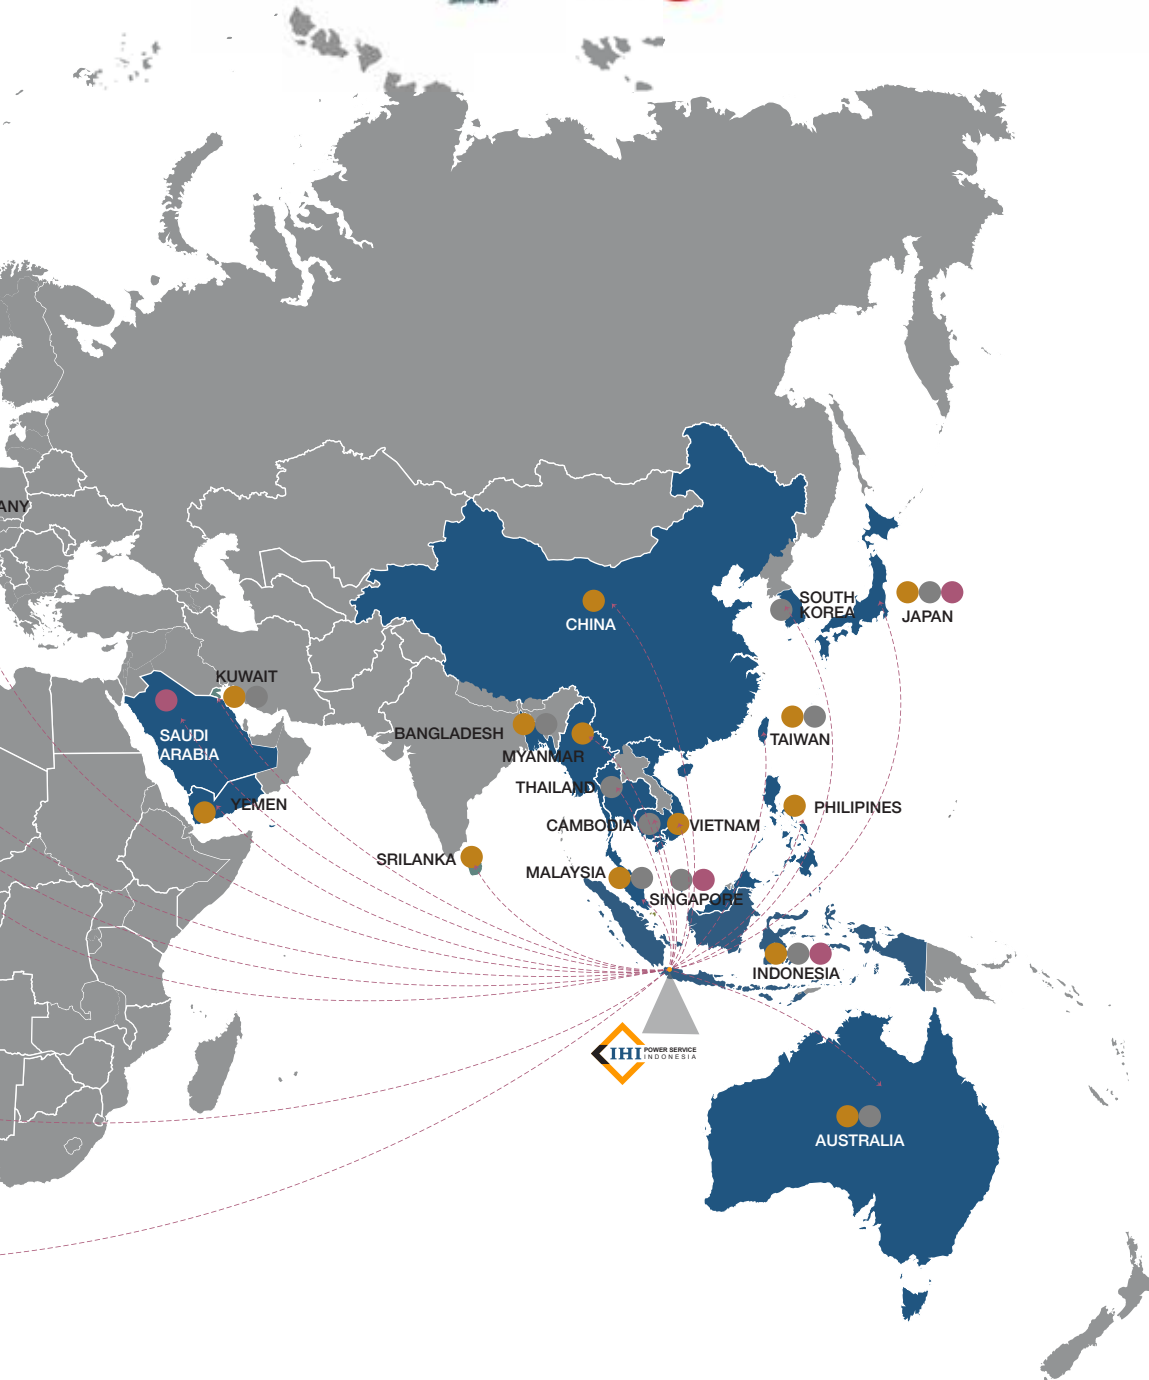 ANY
SOUTH
KOREA
JAPAN
CHINA
KUWAIT
SAUDI
ARABIA
BANGLADESH
MYANMAR
TAIWAN
THAILAND
YEMEN
PHILIPINES
CAMBODIA
VIETNAM
SRILANKA
MALAYSIA
SINGAPORE
INDONESIA
IHI
POWER SERVICE
INDONESIA
AUSTRALIA